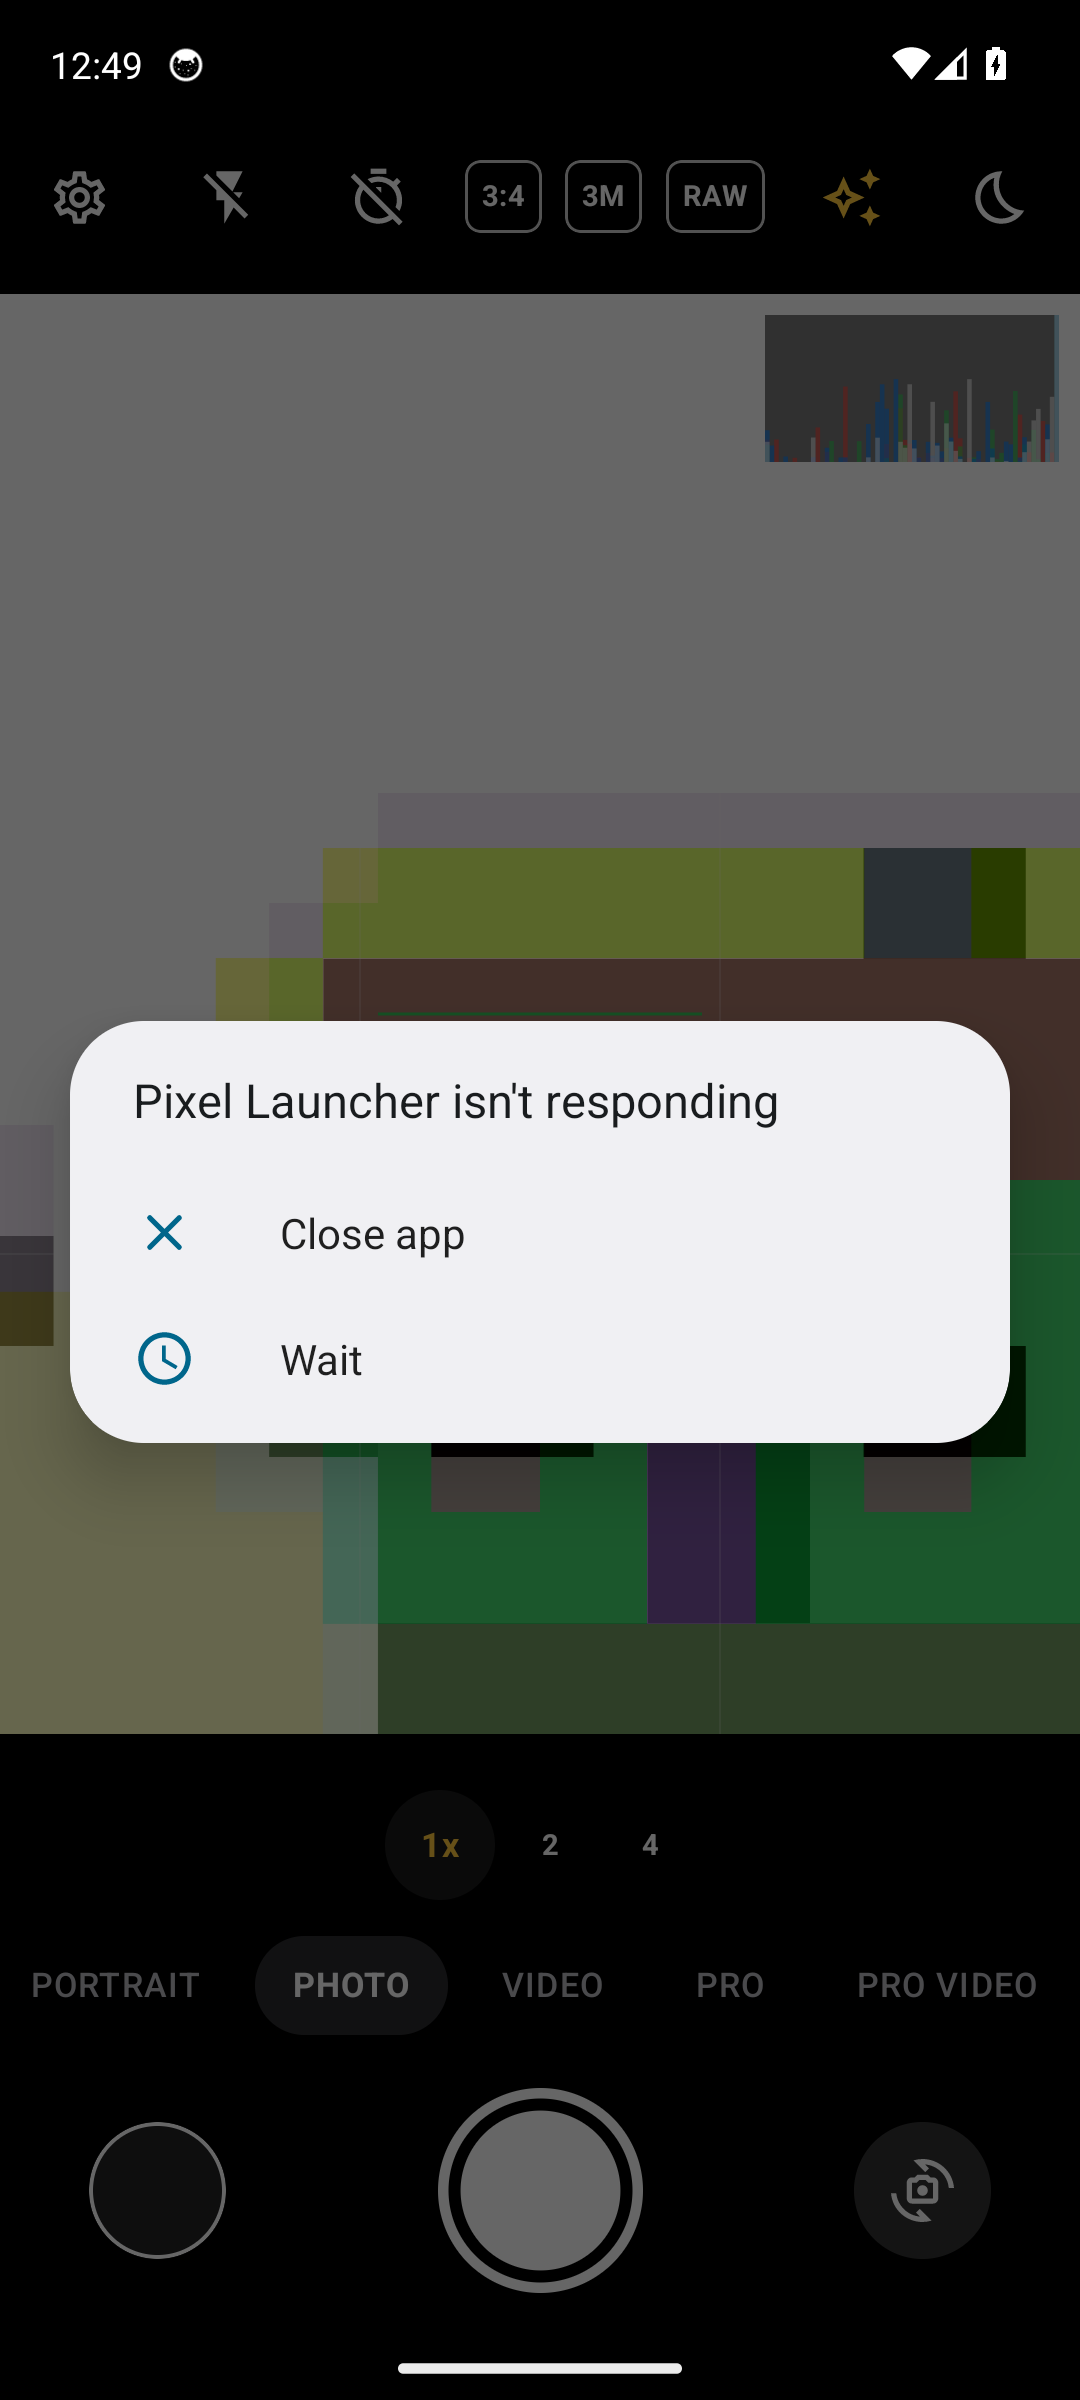 12:49
3:4 3M RAW
Pixel Launcher isn't responding
Close app
Wait
1x 2 4
PORTRAIT PHOTO VIDEO PRO PRO VIDEO